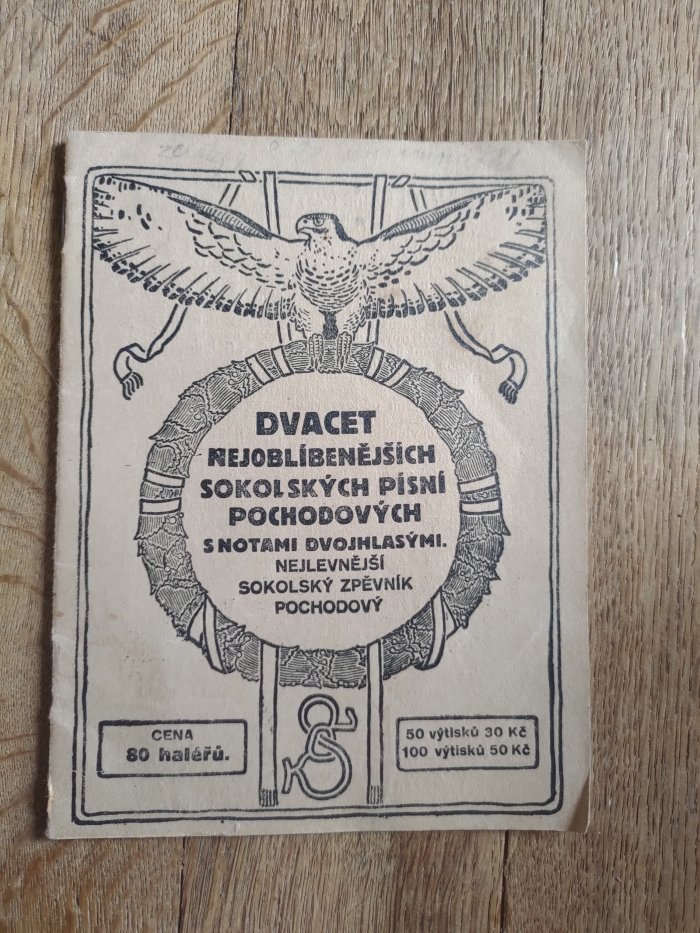 DVACET
NEJOBLÍBENĚJŠÍCH
SOKOLSKÝCH PÍSNÍ
POCHODOVÝCH
S NOTAMI DVOJHLASÝMI.
NEJLEVNĚJŠÍ
SOKOLSKÝ ZPĚVNÍK
POCHODOVÝ
CENA
80 haléřů.
50 výtisků 30 Kč
100 výtisků 50 Kč